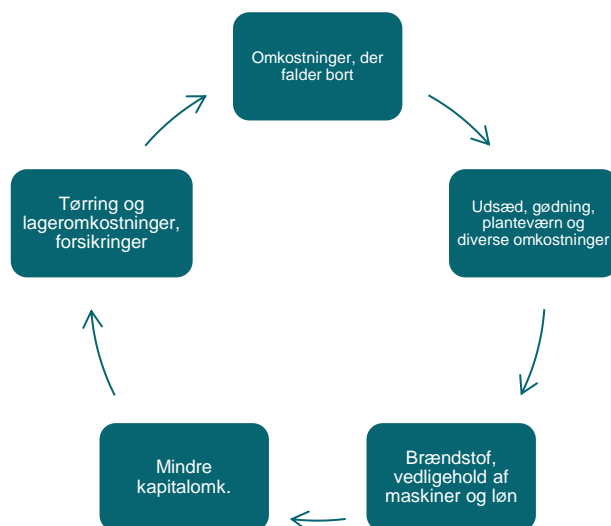 Omkostninger, der
falder bort
Udsæd, gødning,
planteværn og
diverse omkostninger
Brændstof,
vedligehold af
maskiner og løn
Mindre
kapitalomk.
Tørring og
lageromkostninger,
forsikringer